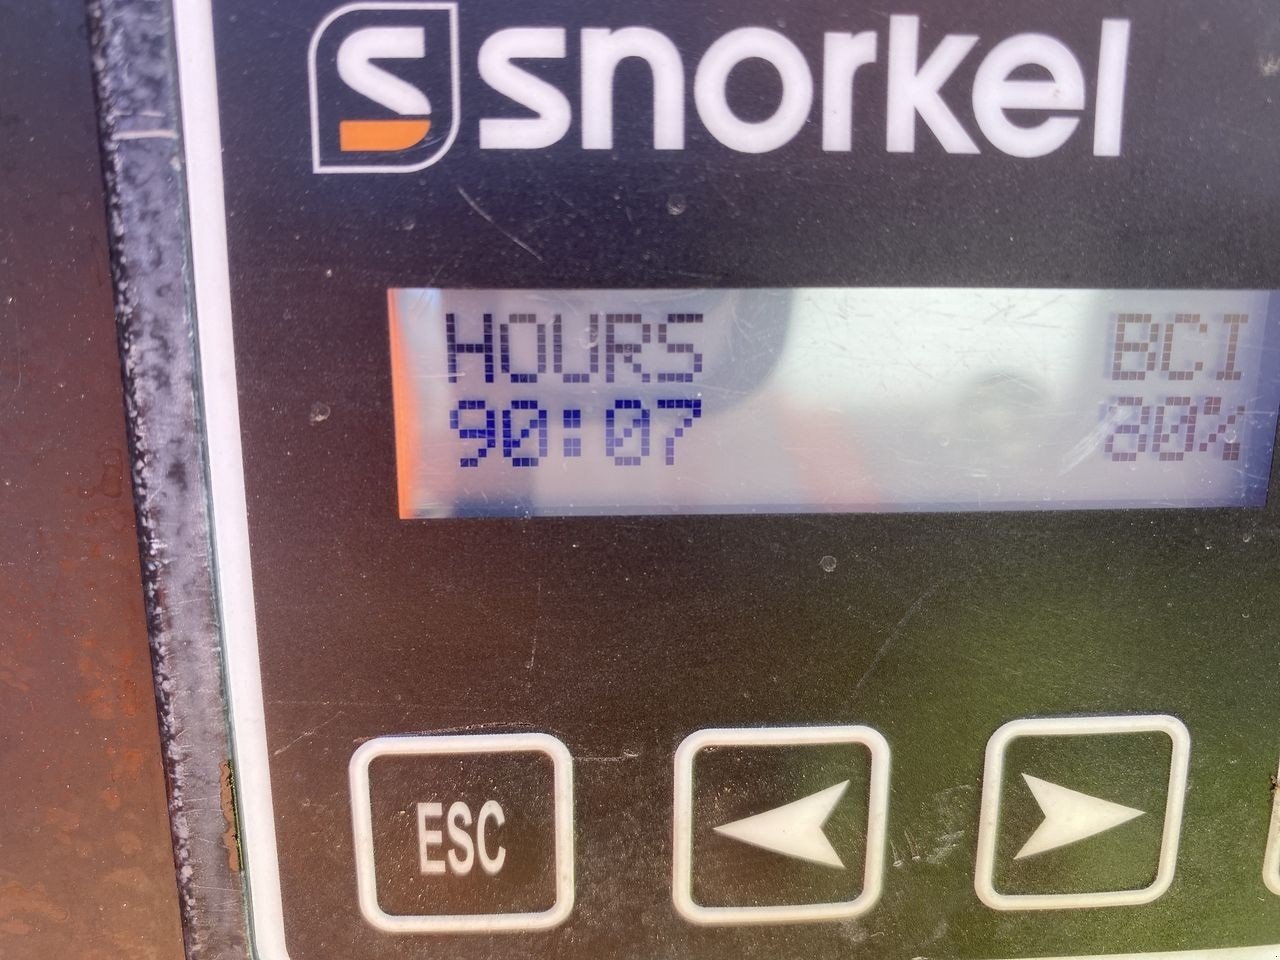 snorkel
HOURS BCI
90:07 80%
ESC